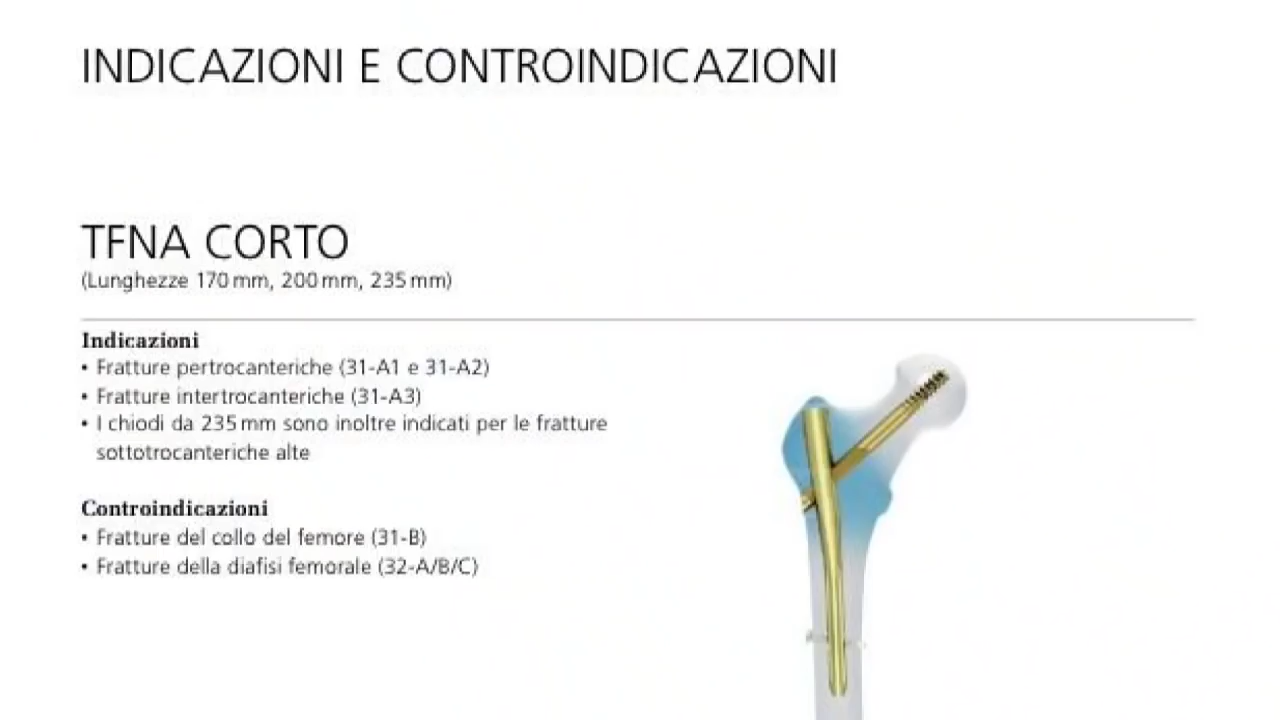 INDICAZIONI E CONTROINDICAZIONI
TFNA CORTO
(Lunghezze 170 mm, 200 mm, 235 mm)
Indicazioni
• Fratture pertrocanteriche (31-A1 e 31-A2)
• Fratture intertrocanteriche (31-A3)
• I chiodi da 235 mm sono inoltre indicati per le fratture
sottotrocanteriche alte
Controindicazioni
• Fratture del collo del femore (31-B)
• Fratture della diafisi femorale (32-A/B/C)